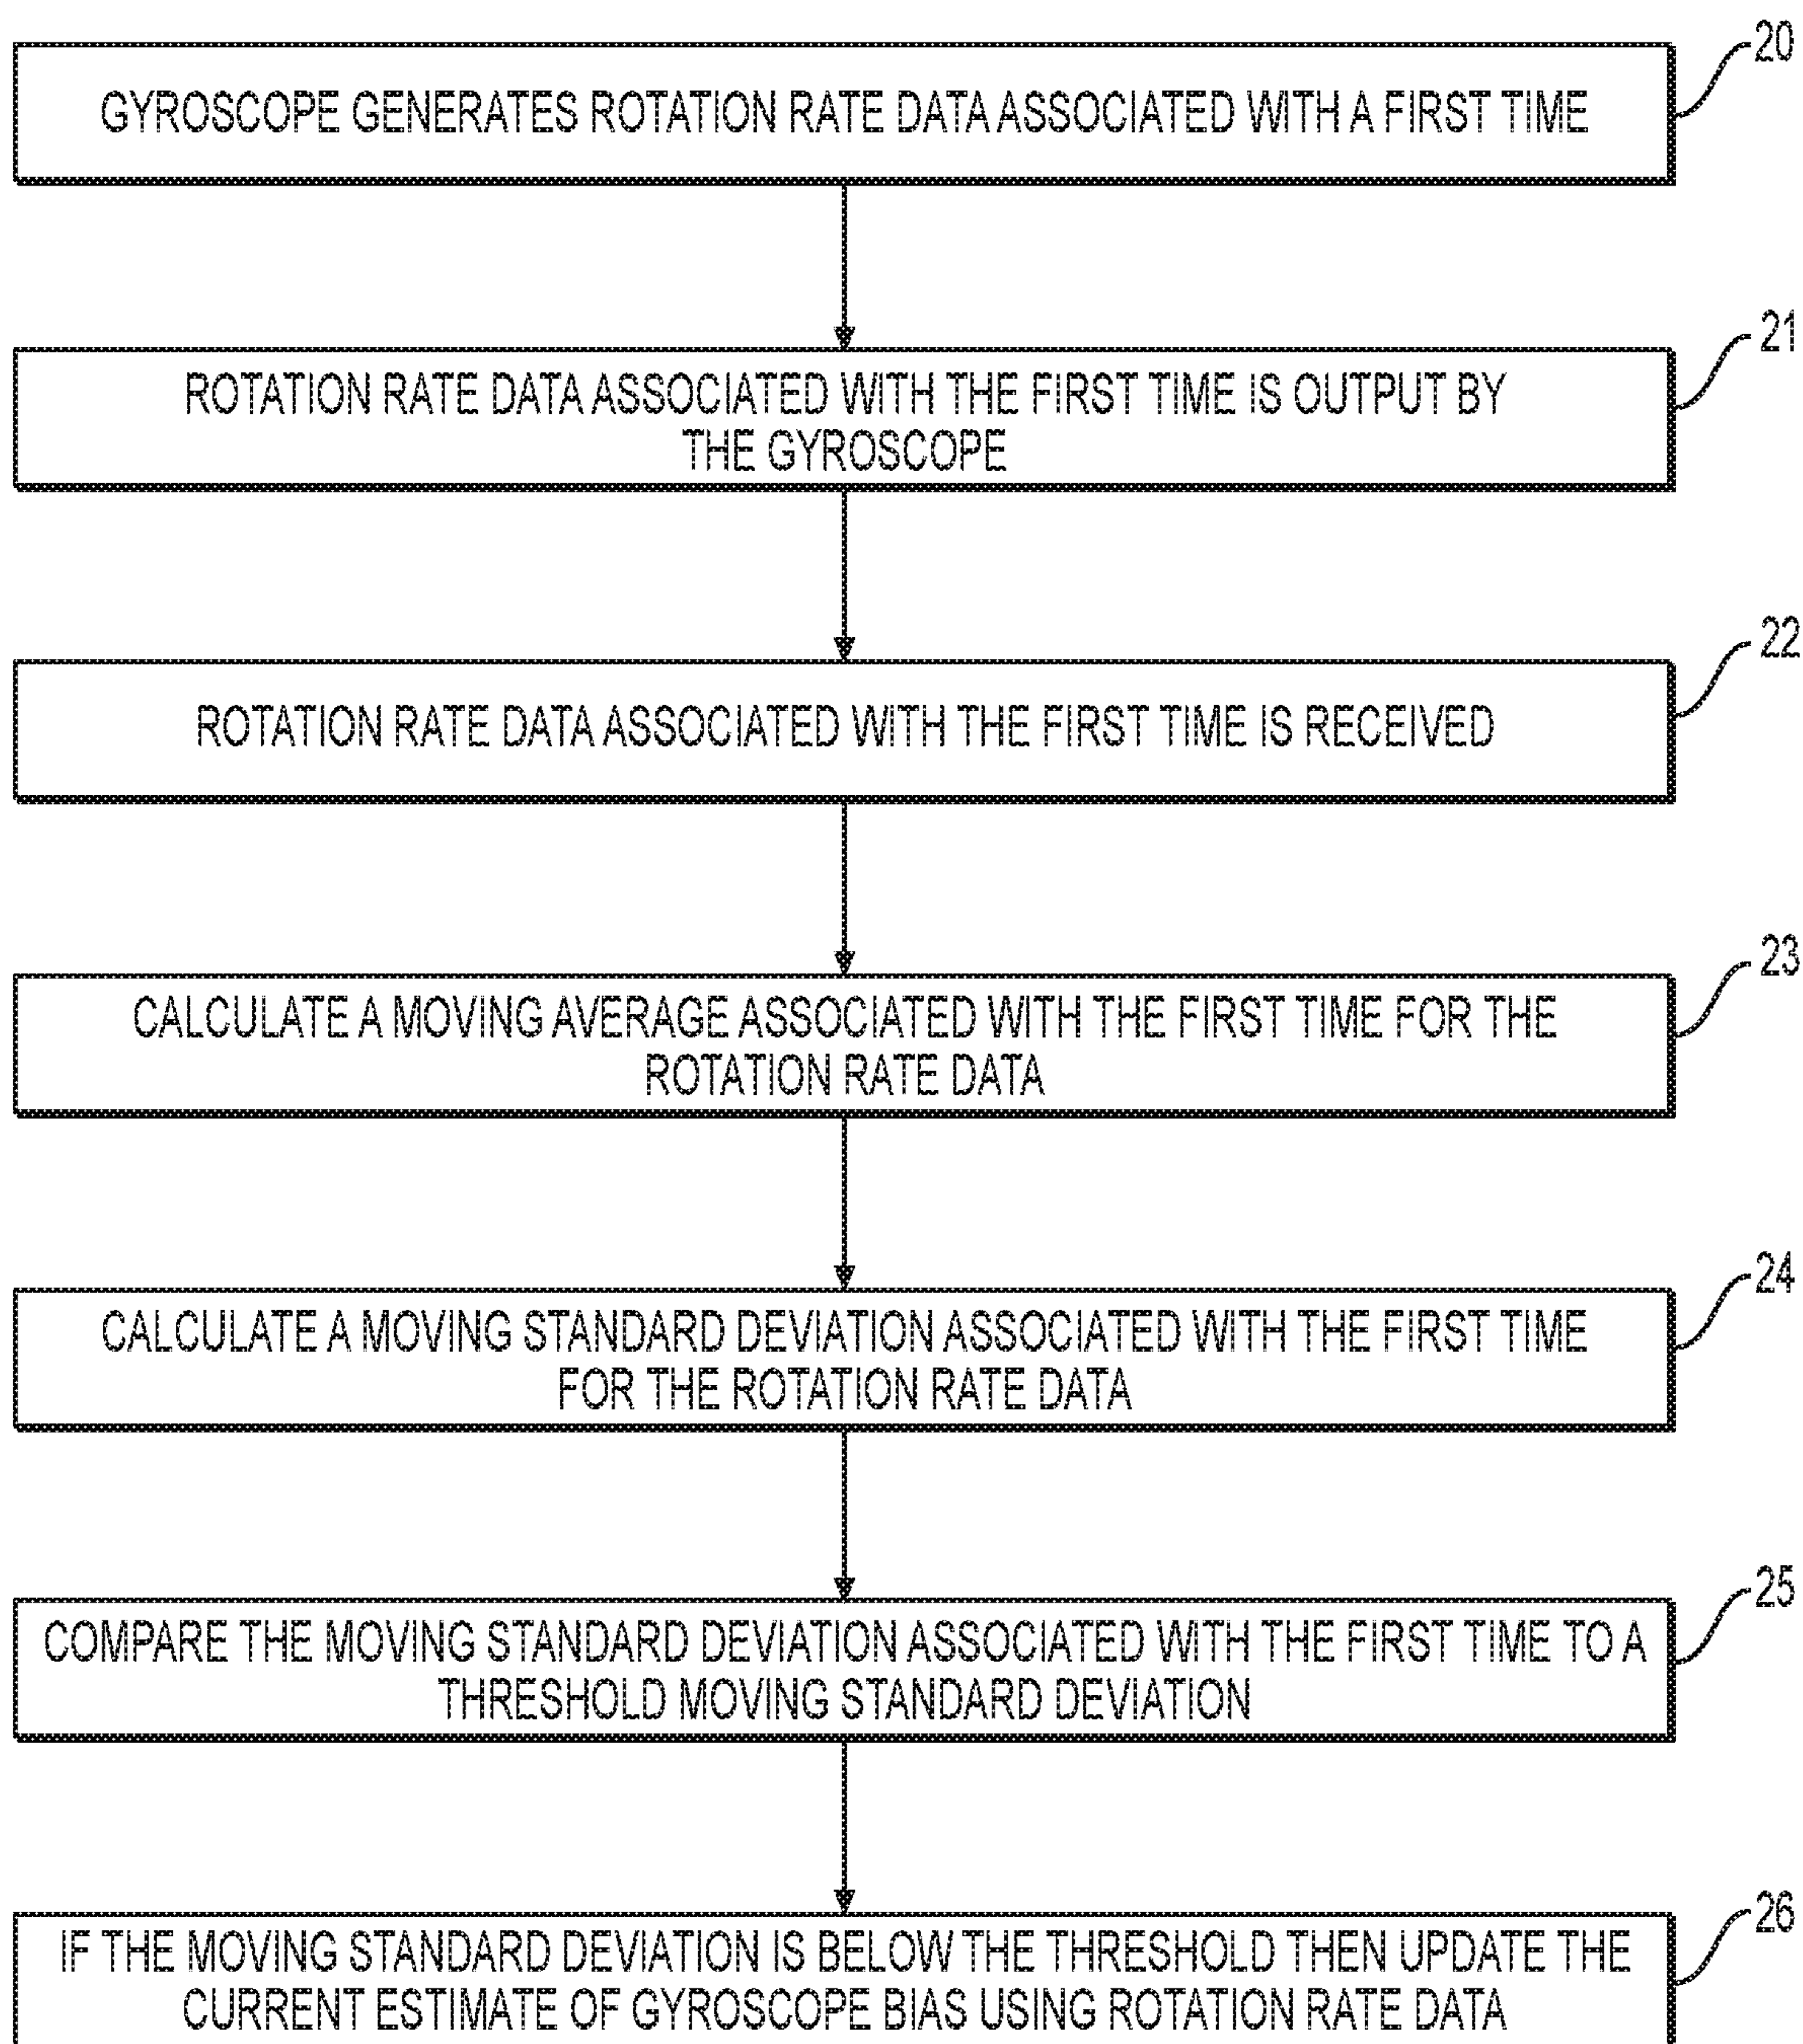 20
GYROSCOPE GENERATES ROTATION RATE DATA ASSOCIATED WITH A FIRST TIME
21
ROTATION RATE DATA ASSOCIATED WITH THE FIRST TIME IS OUTPUT BY
THE GYROSCOPE
22
ROTATION RATE DATA ASSOCIATED WITH THE FIRST TIME IS RECEIVED
23
CALCULATE A MOVING AVERAGE ASSOCIATED WITH THE FIRST TIME FOR THE
ROTATION RATE DATA
24
CALCULATE A MOVING STANDARD DEVIATION ASSOCIATED WITH THE FIRST TIME
FOR THE ROTATION RATE DATA
25
COMPARE THE MOVING STANDARD DEVIATION ASSOCIATED WITH THE FIRST TIME TO A
THRESHOLD MOVING STANDARD DEVIATION
26
IF THE MOVING STANDARD DEVIATION IS BELOW THE THRESHOLD THEN UPDATE THE
CURRENT ESTIMATE OF GYROSCOPE BIAS USING ROTATION RATE DATA